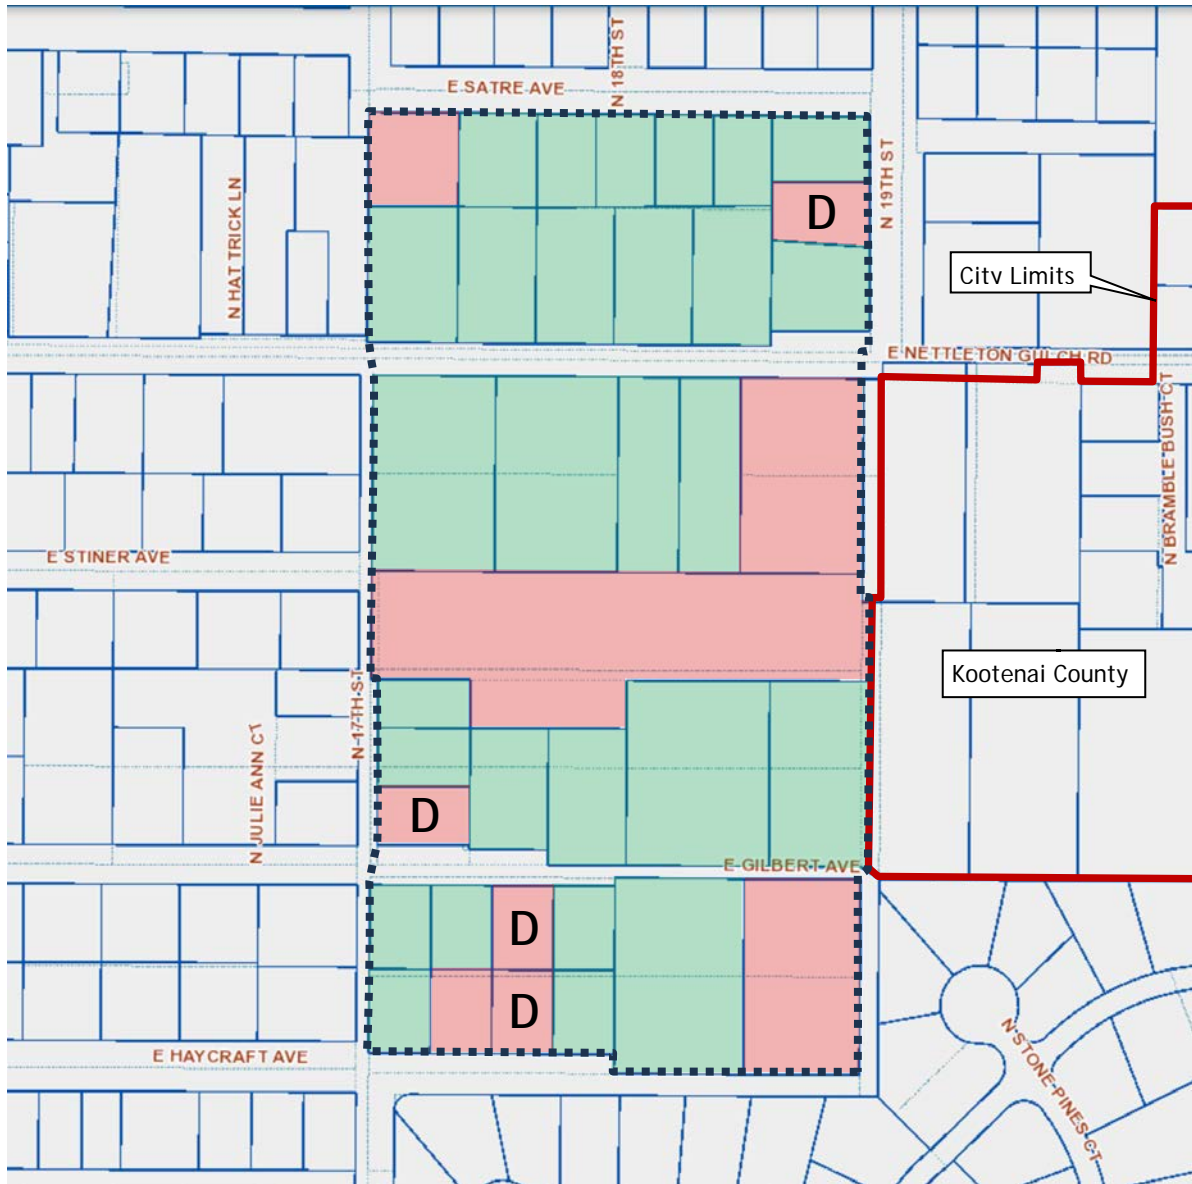 N 18TH ST
E SATRE AVE
N 19TH ST
N HAT TRICK LN
D
City Limits
E NETTLETON GULCH RD
N BRAMBLE BUSH CT
E STINER AVE
Kootenai County
N 17TH ST
N JULIE ANN CT
D
E GILBERT AVE
D
D
E HAYCRAFT AVE
N STONE PINES CT